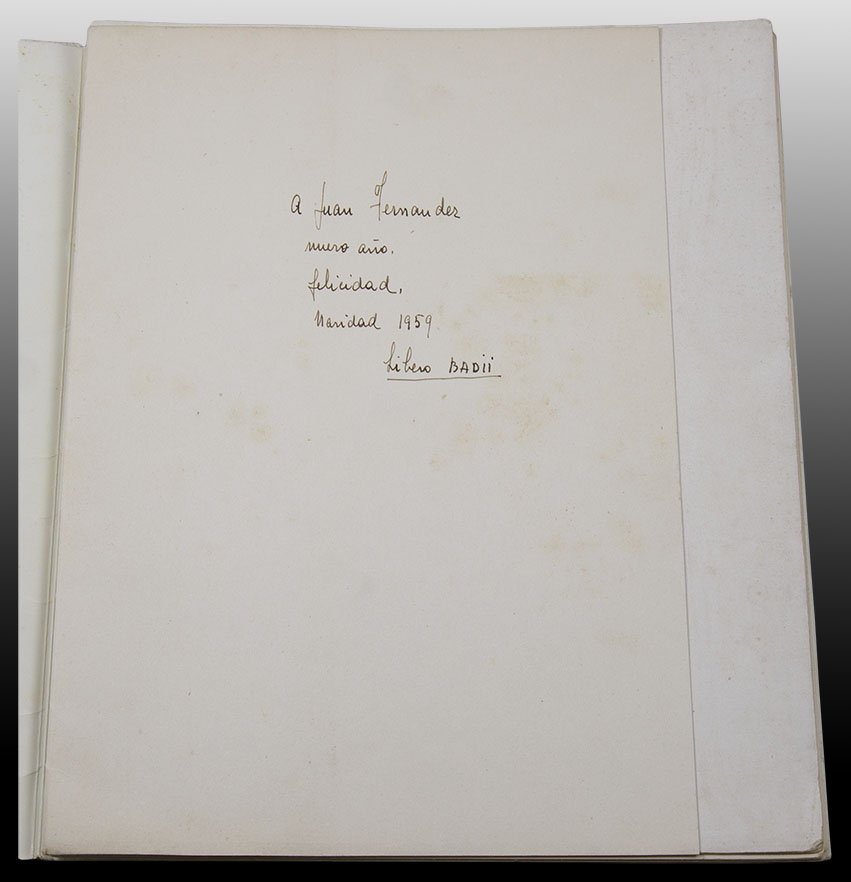 A Juan Fernandez
nuevo año.
felicidad,
Navidad 1959
Libero BADII